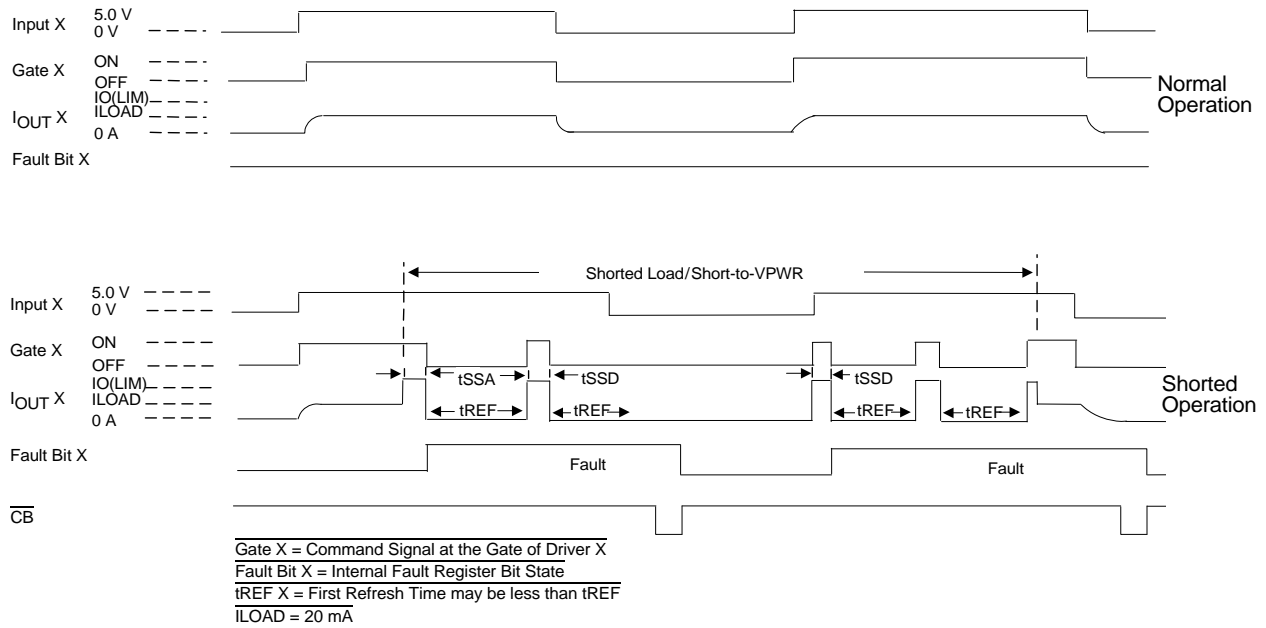 Input X
5.0 V
0 V
Gate X
ON
OFF
IOUT X
IO(LIM)
ILOAD
0 A
Normal
Operation
Fault Bit X
Shorted Load/Short-to-VPWR
Input X
5.0 V
0 V
Gate X
ON
OFF
tSSA
tSSD
tSSD
IOUT X
IO(LIM)
ILOAD
0 A
tREF
tREF
tREF
tREF
Shorted
Operation
Fault Bit X
Fault
Fault
CB
Gate X = Command Signal at the Gate of Driver X
Fault Bit X = Internal Fault Register Bit State
tREF X = First Refresh Time may be less than tREF
ILOAD = 20 mA